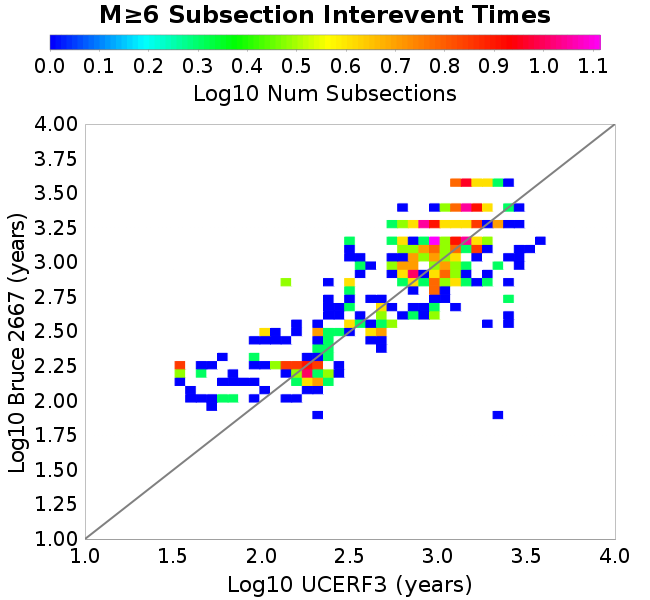 M≥6 Subsection Interevent Times
0.0 0.1 0.2 0.3 0.4 0.5 0.6 0.7 0.8 0.9 1.0 1.1
Log10 Num Subsections
4.00
3.75
3.50
3.25
3.00
2.75
2.50
2.25
2.00
1.75
1.50
1.25
1.00
Log10 Bruce 2667 (years)
1.0 1.5 2.0 2.5 3.0 3.5 4.0
Log10 UCERF3 (years)